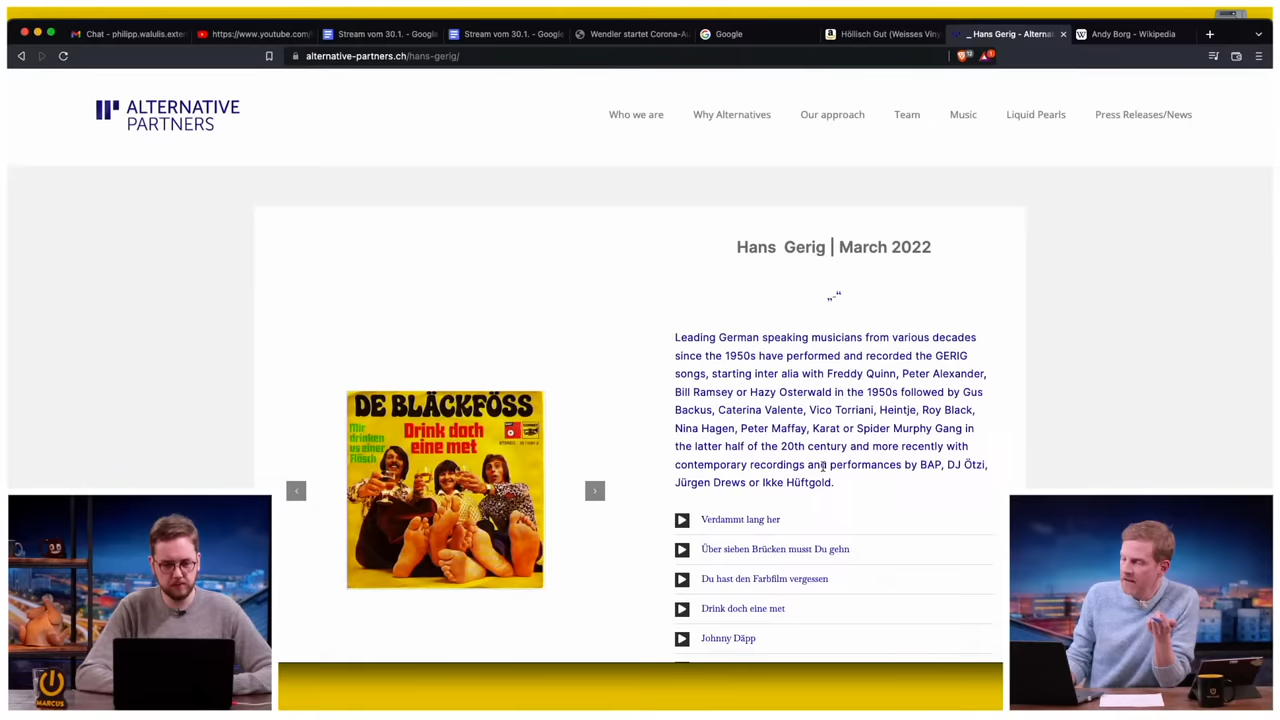 Chat - philipp.walulis.exter
https://www.youtube.com/
Stream vom 30.1. - Google
Stream vom 30.1. - Google
Wendler startet Corona-Au
Google
Höllisch Gut (Weisses Viny
_ Hans Gerig - Alterna
Andy Borg - Wikipedia
alternative-partners.ch/hans-gerig/
ALTERNATIVE
PARTNERS
Who we are
Why Alternatives
Our approach
Team
Music
Liquid Pearls
Press Releases/News
Hans Gerig | March 2022
„-“
Leading German speaking musicians from various decades
since the 1950s have performed and recorded the GERIG
songs, starting inter alia with Freddy Quinn, Peter Alexander,
Bill Ramsey or Hazy Osterwald in the 1950s followed by Gus
Backus, Caterina Valente, Vico Torriani, Heintje, Roy Black,
Nina Hagen, Peter Maffay, Karat or Spider Murphy Gang in
the latter half of the 20th century and more recently with
contemporary recordings and performances by BAP, DJ Ötzi,
Jürgen Drews or Ikke Hüftgold.
DE BLÄCKFÖSS
Drink doch
eine met
Mir
drinken
us einer
Fläsch
STEREO
Verdammt lang her
Über sieben Brücken musst Du gehn
Du hast den Farbfilm vergessen
Drink doch eine met
Johnny Däpp
MARCUS